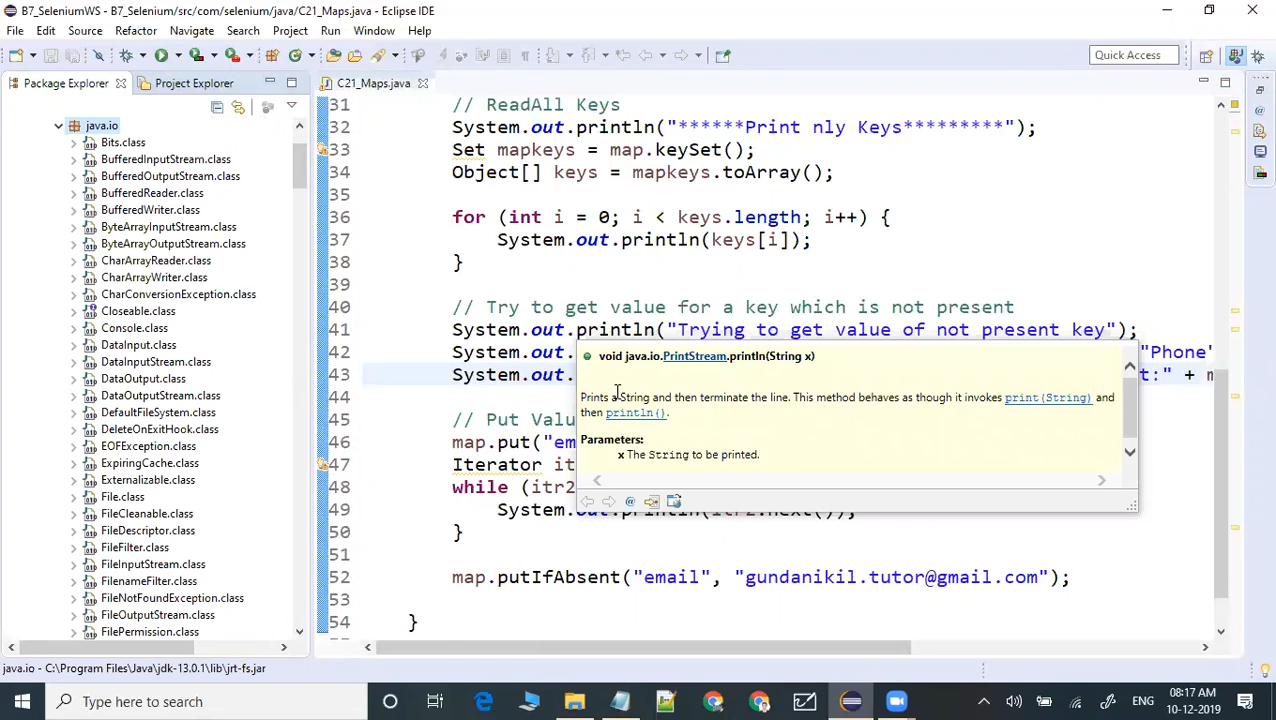 B7_SeleniumWS - B7_Selenium/src/com/selenium/java/C21_Maps.java - Eclipse IDE
File Edit Source Refactor Navigate Search Project Run Window Help
Quick Access
Package Explorer Project Explorer
C21_Maps.java
java.io
Bits.class
BufferedInputStream.class
BufferedOutputStream.class
BufferedReader.class
BufferedWriter.class
ByteArrayInputStream.class
ByteArrayOutputStream.class
CharArrayReader.class
CharArrayWriter.class
CharConversionException.class
Closeable.class
Console.class
DataInput.class
DataInputStream.class
DataOutput.class
DataOutputStream.class
DefaultFileSystem.class
DeleteOnExitHook.class
EOFException.class
ExpiringCache.class
Externalizable.class
File.class
FileCleanable.class
FileDescriptor.class
FileFilter.class
FileInputStream.class
FilenameFilter.class
FileNotFoundException.class
FileOutputStream.class
FilePermission.class
31 // ReadAll Keys
32 System.out.println("******Print nly Keys*********");
33 Set mapkeys = map.keySet();
34 Object[] keys = mapkeys.toArray();
35
36 for (int i = 0; i < keys.length; i++) {
37 System.out.println(keys[i]);
38 }
39
40 // Try to get value for a key which is not present
41 System.out.println("Trying to get value of not present key");
42 System.out. "Phone'
43 System.out. t:" + m
44
45 // Put Valu
46 map.put("em
47 Iterator it
48 while (itr2
49 System.out.println(itr2.next());
50 }
51
52 map.putIfAbsent("email", "gundanikil.tutor@gmail.com");
53
54 }
void java.io.PrintStream.println(String x)
Prints a String and then terminate the line. This method behaves as though it invokes print(String) and
then println().
Parameters:
x The String to be printed.
java.io - C:\Program Files\Java\jdk-13.0.1\lib\jrt-fs.jar
Type here to search
ENG
08:17 AM
10-12-2019